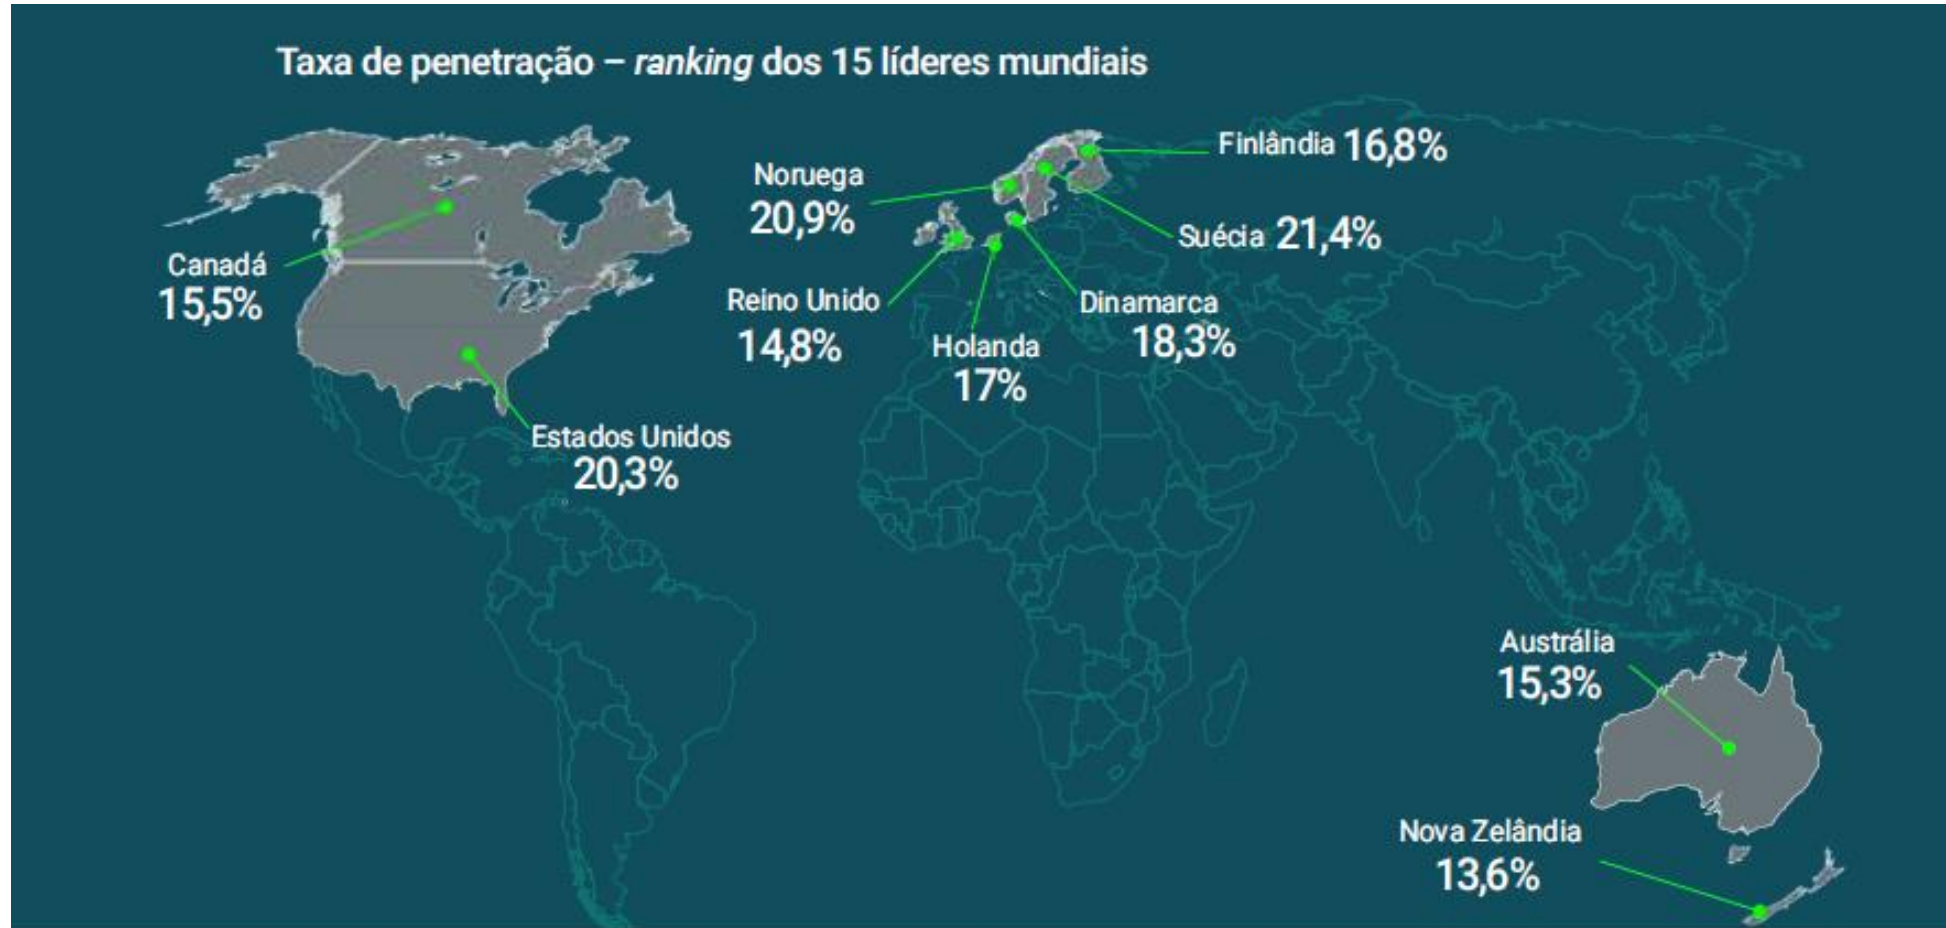 Taxa de penetração – ranking dos 15 líderes mundiais
Canadá
15,5%
Estados Unidos
20,3%
Noruega
20,9%
Reino Unido
14,8%
Holanda
17%
Dinamarca
18,3%
Finlândia 16,8%
Suécia 21,4%
Austrália
15,3%
Nova Zelândia
13,6%